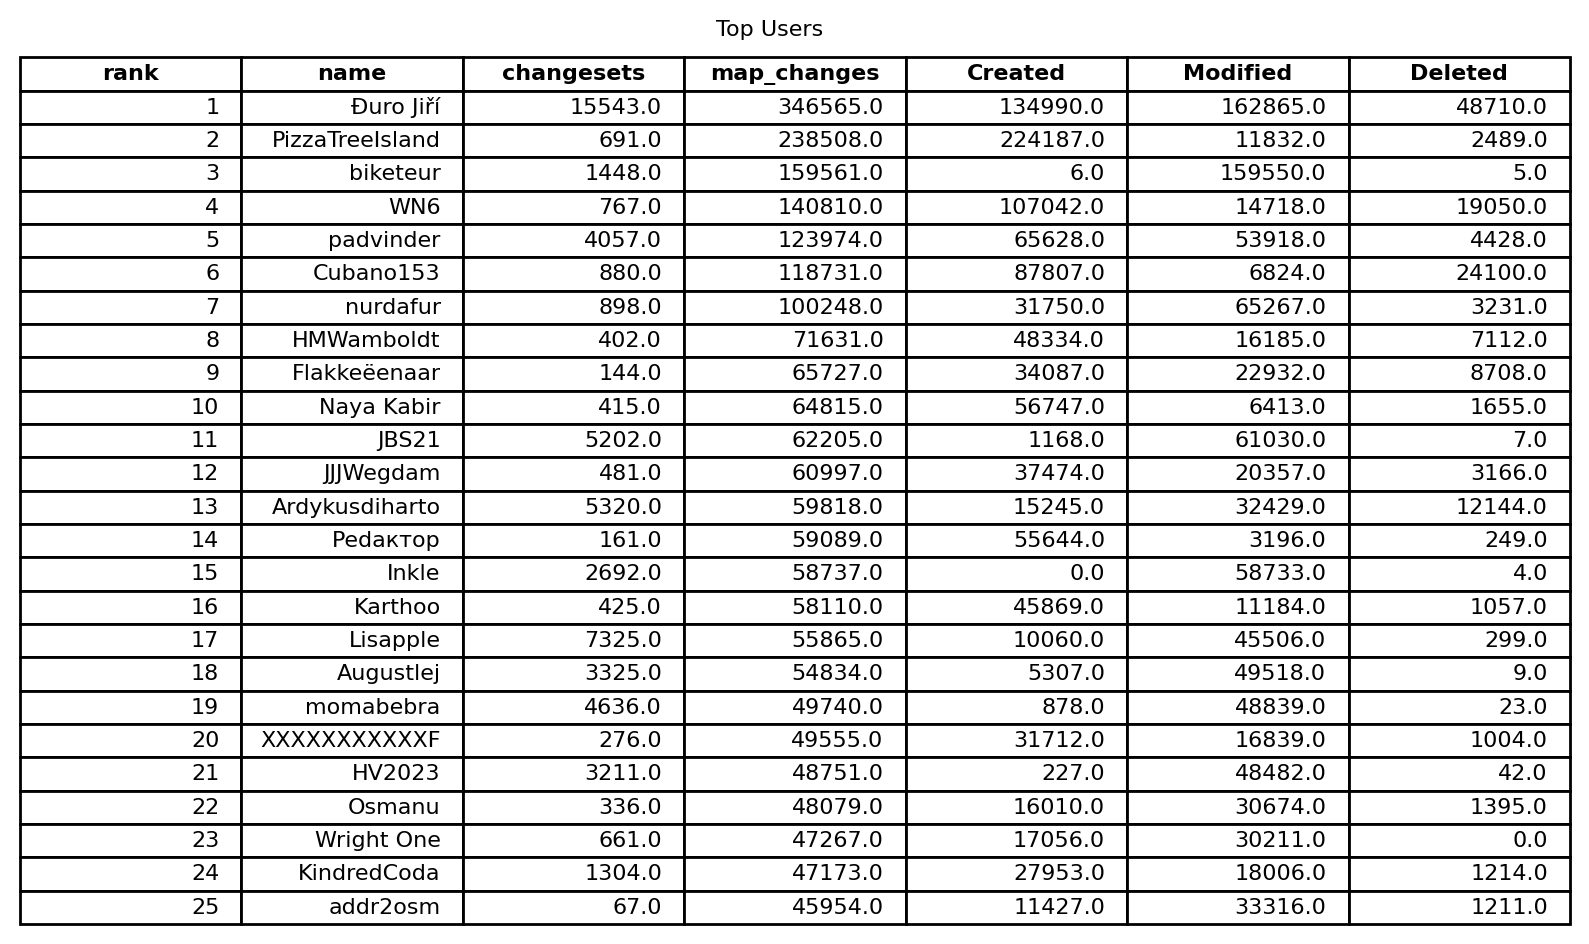 Top Users
rank name changesets map_changes Created Modified Deleted
1 Đuro Jiří 15543.0 346565.0 134990.0 162865.0 48710.0
2 PizzaTreeIsland 691.0 238508.0 224187.0 11832.0 2489.0
3 biketeur 1448.0 159561.0 6.0 159550.0 5.0
4 WN6 767.0 140810.0 107042.0 14718.0 19050.0
5 padvinder 4057.0 123974.0 65628.0 53918.0 4428.0
6 Cubano153 880.0 118731.0 87807.0 6824.0 24100.0
7 nurdafur 898.0 100248.0 31750.0 65267.0 3231.0
8 HMWamboldt 402.0 71631.0 48334.0 16185.0 7112.0
9 Flakkeëenaar 144.0 65727.0 34087.0 22932.0 8708.0
10 Naya Kabir 415.0 64815.0 56747.0 6413.0 1655.0
11 JBS21 5202.0 62205.0 1168.0 61030.0 7.0
12 JJJWegdam 481.0 60997.0 37474.0 20357.0 3166.0
13 Ardykusdiharto 5320.0 59818.0 15245.0 32429.0 12144.0
14 Pedaктор 161.0 59089.0 55644.0 3196.0 249.0
15 Inkle 2692.0 58737.0 0.0 58733.0 4.0
16 Karthoo 425.0 58110.0 45869.0 11184.0 1057.0
17 Lisapple 7325.0 55865.0 10060.0 45506.0 299.0
18 Augustlej 3325.0 54834.0 5307.0 49518.0 9.0
19 momabebra 4636.0 49740.0 878.0 48839.0 23.0
20 XXXXXXXXXXXF 276.0 49555.0 31712.0 16839.0 1004.0
21 HV2023 3211.0 48751.0 227.0 48482.0 42.0
22 Osmanu 336.0 48079.0 16010.0 30674.0 1395.0
23 Wright One 661.0 47267.0 17056.0 30211.0 0.0
24 KindredCoda 1304.0 47173.0 27953.0 18006.0 1214.0
25 addr2osm 67.0 45954.0 11427.0 33316.0 1211.0